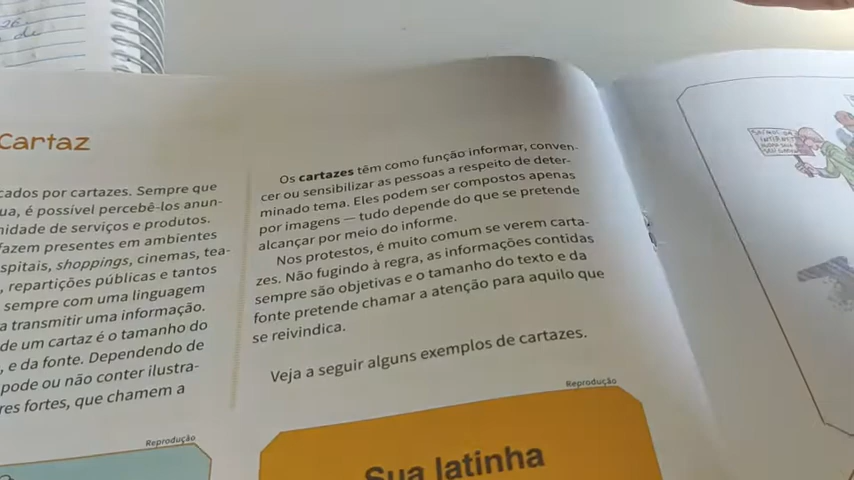 26
de
Cartaz
cados por cartazes. Sempre que
ua, é possível percebê-los anun-
nidade de serviços e produtos.
fazem presentes em ambientes
spitais, shoppings, cinemas, tea-
, repartições públicas e tantos
sempre com uma linguagem
a transmitir uma informação.
de um cartaz é o tamanho do
, e da fonte. Dependendo do
pode ou não conter ilustra-
res fortes, que chamem a
Reprodução
Os cartazes têm como função informar, conven-
cer ou sensibilizar as pessoas a respeito de deter-
minado tema. Eles podem ser compostos apenas
por imagens — tudo depende do que se pretende
alcançar por meio do informe.
Nos protestos, é muito comum se verem carta-
zes. Não fugindo à regra, as informações contidas
sempre são objetivas e o tamanho do texto e da
fonte pretende chamar a atenção para aquilo que
se reivindica.
Veja a seguir alguns exemplos de cartazes.
Reprodução
Sua latinha